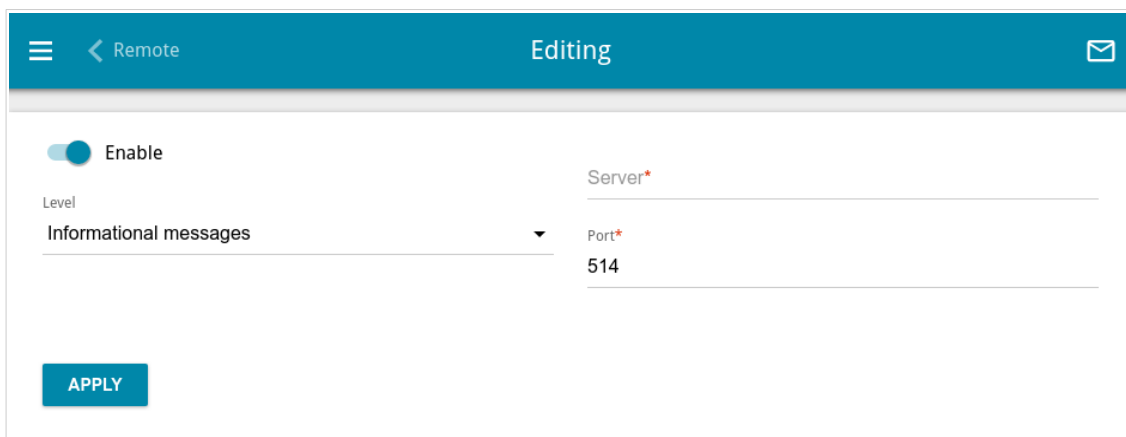 Remote
Editing
Enable
Level
Informational messages
Server*
Port*
514
APPLY